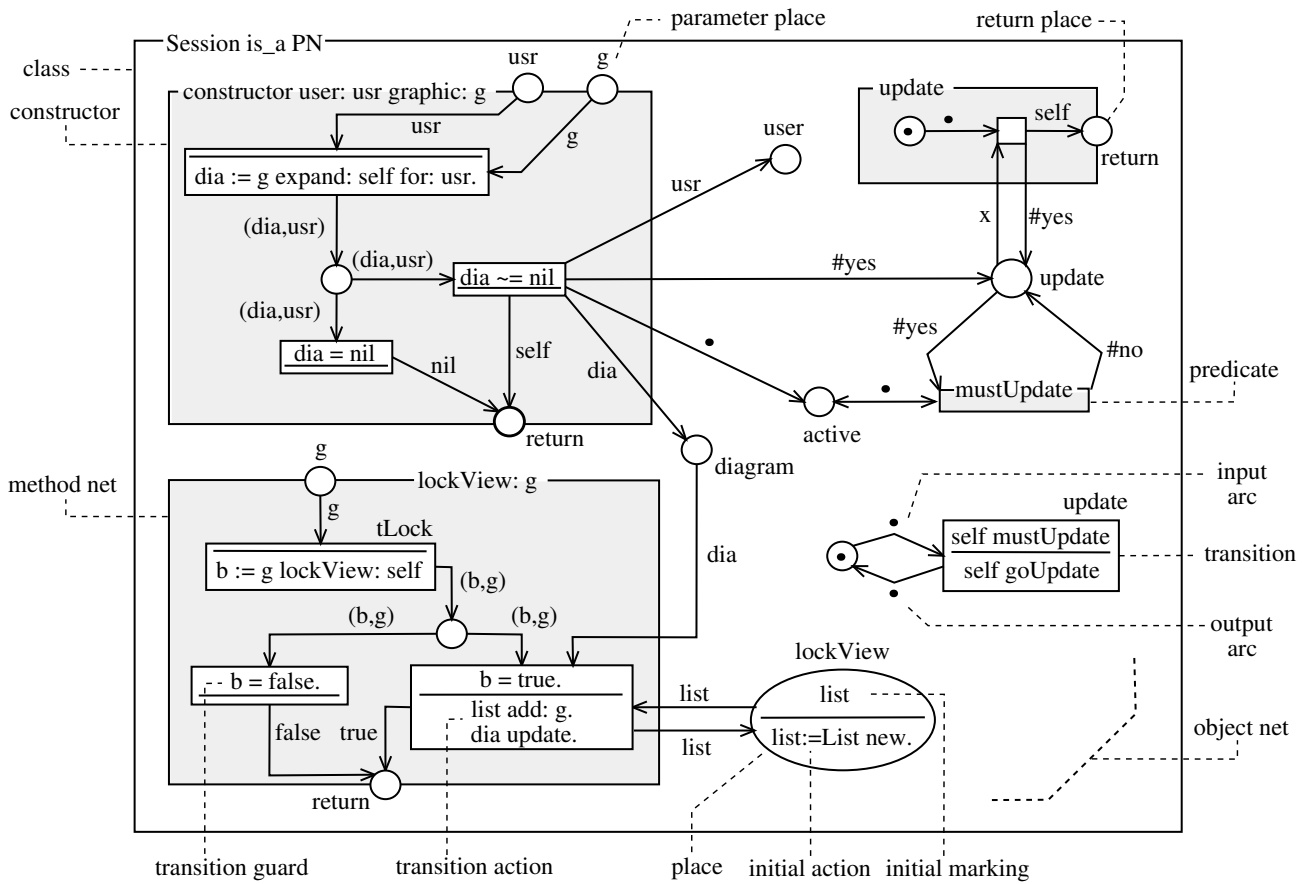 parameter place
return place
Session is_a PN
class
usr
g
constructor
constructor user: usr graphic: g
update
usr
g
user
self
return
dia := g expand: self for: usr.
usr
(dia,usr)
x
#yes
(dia,usr)
dia ~= nil
#yes
update
(dia,usr)
#yes
self
#no
dia = nil
nil
dia
predicate
mustUpdate
active
return
g
diagram
method net
lockView: g
input
arc
update
g
tLock
self mustUpdate
b := g lockView: self
dia
transition
self goUpdate
(b,g)
(b,g)
(b,g)
output
arc
lockView
b = false.
b = true.
list
list
list add: g.
dia update.
false
true
list
list:=List new.
object net
return
transition guard
transition action
place
initial action
initial marking